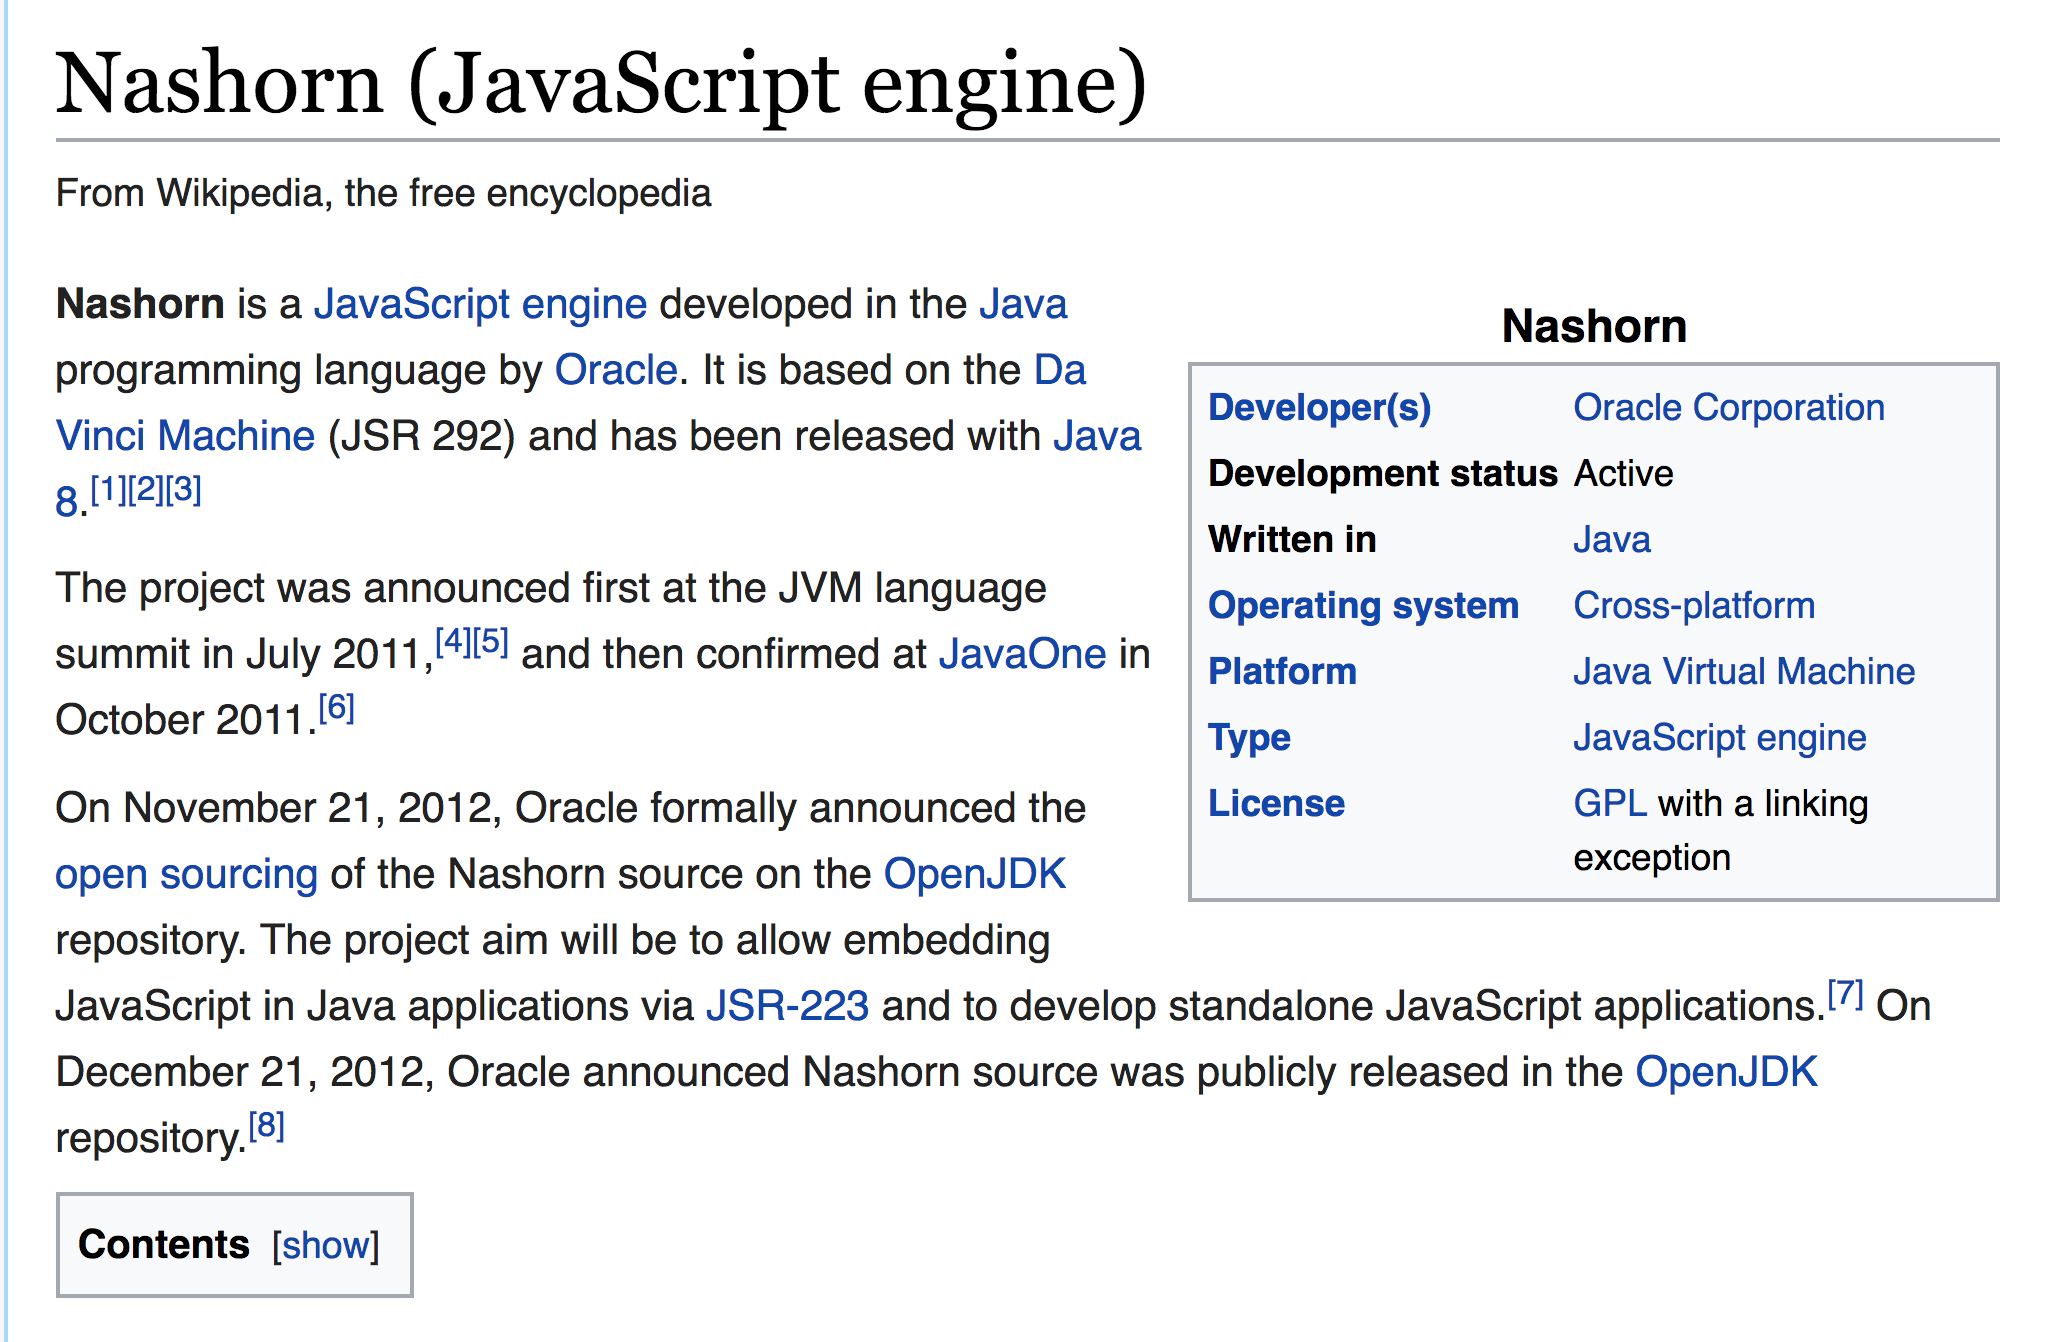 Nashorn (JavaScript engine)
From Wikipedia, the free encyclopedia
Nashorn is a JavaScript engine developed in the Java
programming language by Oracle. It is based on the Da
Vinci Machine (JSR 292) and has been released with Java
8.[1][2][3]
The project was announced first at the JVM language
summit in July 2011,[4][5] and then confirmed at JavaOne in
October 2011.[6]
On November 21, 2012, Oracle formally announced the
open sourcing of the Nashorn source on the OpenJDK
repository. The project aim will be to allow embedding
JavaScript in Java applications via JSR-223 and to develop standalone JavaScript applications.[7] On
December 21, 2012, Oracle announced Nashorn source was publicly released in the OpenJDK
repository.[8]
Nashorn
Developer(s) Oracle Corporation
Development status Active
Written in Java
Operating system Cross-platform
Platform Java Virtual Machine
Type JavaScript engine
License GPL with a linking
exception
Contents [show]